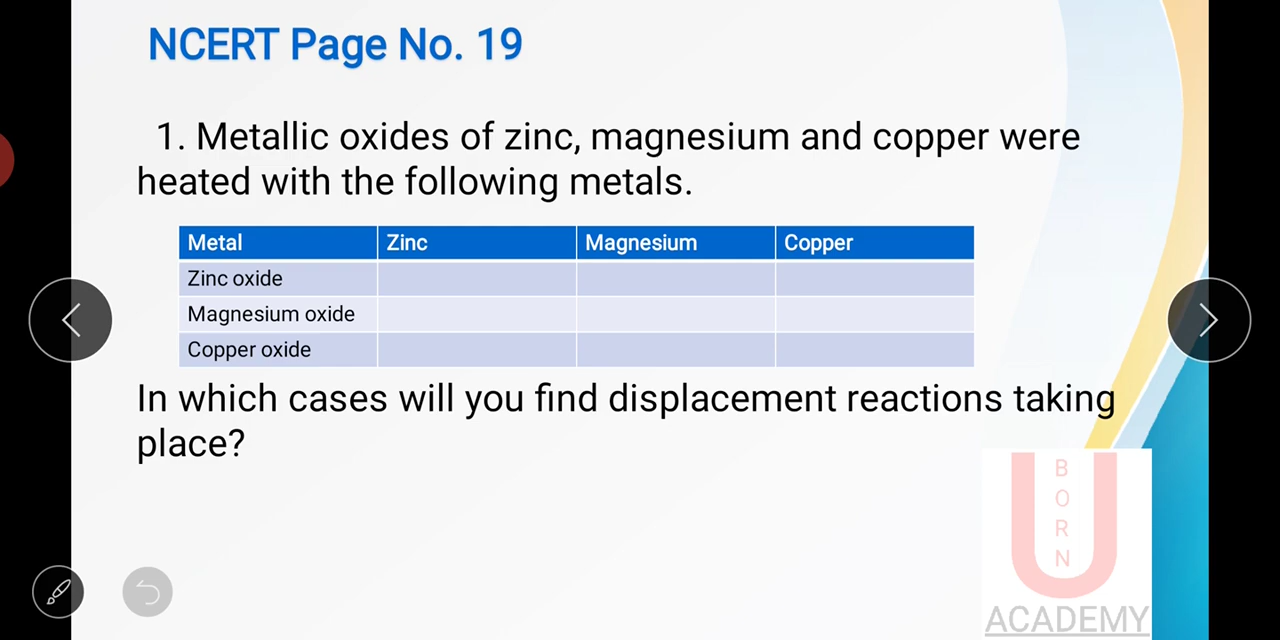 NCERT Page No. 19
1. Metallic oxides of zinc, magnesium and copper were
heated with the following metals.
Metal Zinc Magnesium Copper
Zinc oxide
Magnesium oxide
Copper oxide
In which cases will you find displacement reactions taking
place?
U
BORN
ACADEMY